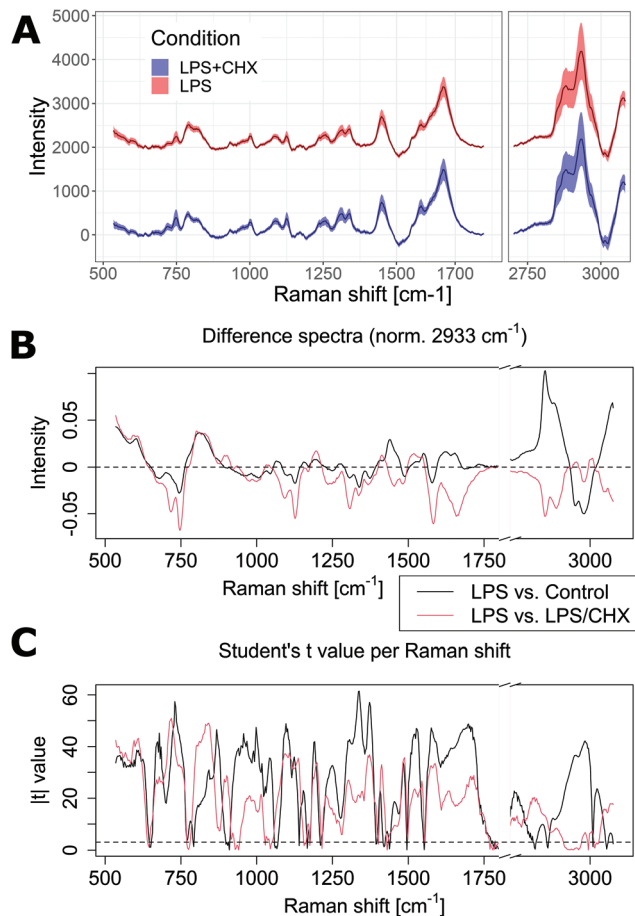 A
5000
4000
3000
2000
1000
0
Intensity
Condition
LPS+CHX
LPS
500 750 1000 1250 1500 1700 2750 3000
Raman shift [cm-1]
B
Difference spectra (norm. 2933 cm⁻¹)
0.05
0
-0.05
Intensity
500 750 1000 1250 1500 1750 3000
Raman shift [cm⁻¹]
LPS vs. Control
LPS vs. LPS/CHX
C
Student's t value per Raman shift
60
40
20
0
|t| value
500 750 1000 1250 1500 1750 3000
Raman shift [cm⁻¹]